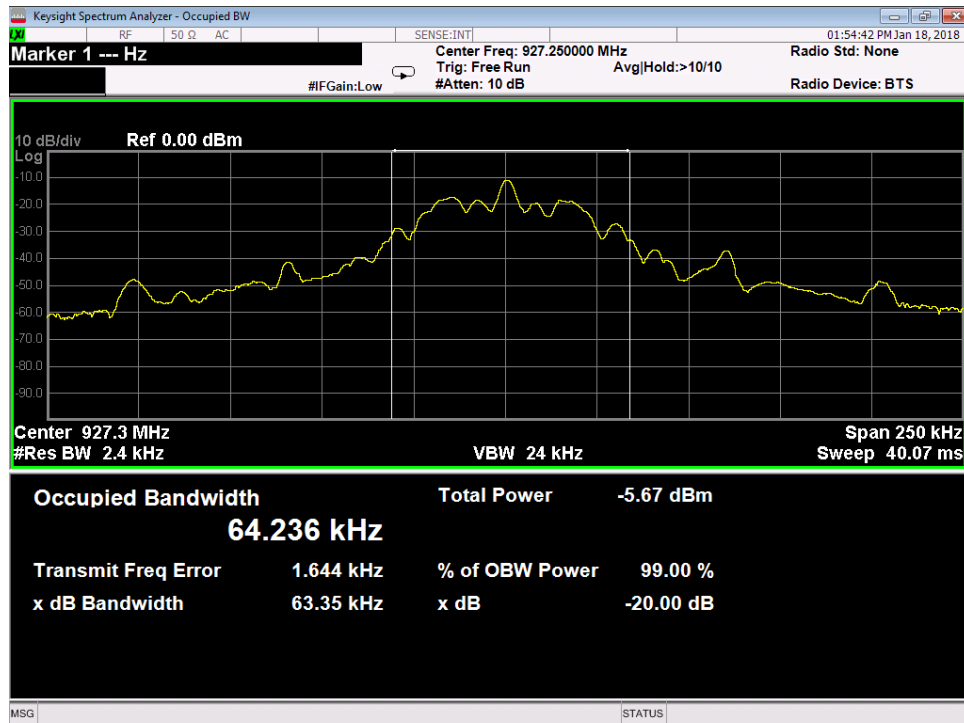 Keysight Spectrum Analyzer - Occupied BW
LXI RF 50 Ω AC SENSE:INT 01:54:42 PM Jan 18, 2018
Marker 1 --- Hz Center Freq: 927.250000 MHz Radio Std: None
Trig: Free Run Avg|Hold:>10/10
#IFGain:Low #Atten: 10 dB Radio Device: BTS
10 dB/div Ref 0.00 dBm
Log
-10.0
-20.0
-30.0
-40.0
-50.0
-60.0
-70.0
-80.0
-90.0
Center 927.3 MHz Span 250 kHz
#Res BW 2.4 kHz VBW 24 kHz Sweep 40.07 ms
Occupied Bandwidth Total Power -5.67 dBm
64.236 kHz
Transmit Freq Error 1.644 kHz % of OBW Power 99.00 %
x dB Bandwidth 63.35 kHz x dB -20.00 dB
MSG STATUS